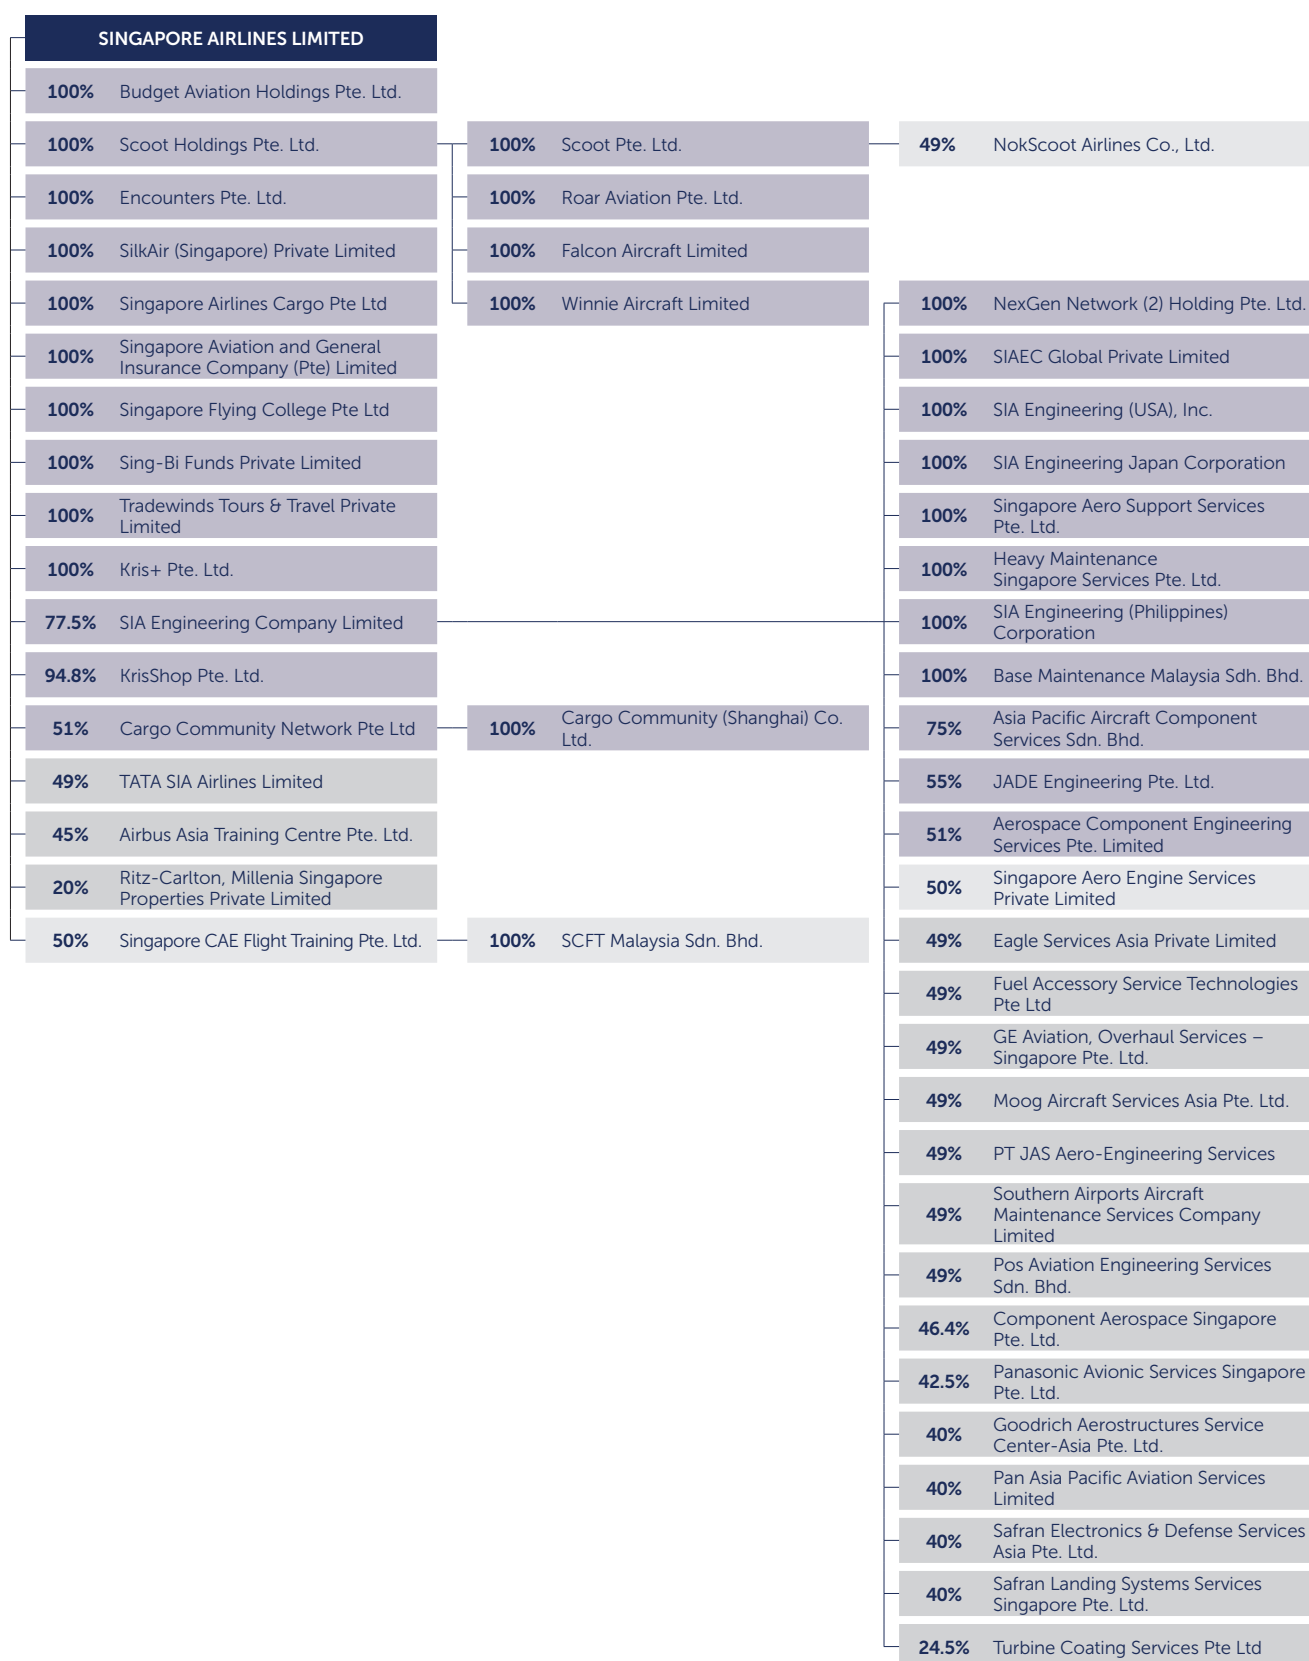 SINGAPORE AIRLINES LIMITED
100% Budget Aviation Holdings Pte. Ltd.
100% Scoot Holdings Pte. Ltd.
100% Encounters Pte. Ltd.
100% SilkAir (Singapore) Private Limited
100% Singapore Airlines Cargo Pte Ltd
100% Singapore Aviation and General
Insurance Company (Pte) Limited
100% Singapore Flying College Pte Ltd
100% Sing-Bi Funds Private Limited
100% Tradewinds Tours & Travel Private
Limited
100% Kris+ Pte. Ltd.
77.5% SIA Engineering Company Limited
94.8% KrisShop Pte. Ltd.
51% Cargo Community Network Pte Ltd
49% TATA SIA Airlines Limited
45% Airbus Asia Training Centre Pte. Ltd.
20% Ritz-Carlton, Millenia Singapore
Properties Private Limited
50% Singapore CAE Flight Training Pte. Ltd.
100% Scoot Pte. Ltd.
100% Roar Aviation Pte. Ltd.
100% Falcon Aircraft Limited
100% Winnie Aircraft Limited
100% Cargo Community (Shanghai) Co.
Ltd.
100% SCFT Malaysia Sdn. Bhd.
49% NokScoot Airlines Co., Ltd.
100% NexGen Network (2) Holding Pte. Ltd.
100% SIAEC Global Private Limited
100% SIA Engineering (USA), Inc.
100% SIA Engineering Japan Corporation
100% Singapore Aero Support Services
Pte. Ltd.
100% Heavy Maintenance
Singapore Services Pte. Ltd.
100% SIA Engineering (Philippines)
Corporation
100% Base Maintenance Malaysia Sdh. Bhd.
75% Asia Pacific Aircraft Component
Services Sdn. Bhd.
55% JADE Engineering Pte. Ltd.
51% Aerospace Component Engineering
Services Pte. Limited
50% Singapore Aero Engine Services
Private Limited
49% Eagle Services Asia Private Limited
49% Fuel Accessory Service Technologies
Pte Ltd
49% GE Aviation, Overhaul Services –
Singapore Pte. Ltd.
49% Moog Aircraft Services Asia Pte. Ltd.
49% PT JAS Aero-Engineering Services
49% Southern Airports Aircraft
Maintenance Services Company
Limited
49% Pos Aviation Engineering Services
Sdn. Bhd.
46.4% Component Aerospace Singapore
Pte. Ltd.
42.5% Panasonic Avionic Services Singapore
Pte. Ltd.
40% Goodrich Aerostructures Service
Center-Asia Pte. Ltd.
40% Pan Asia Pacific Aviation Services
Limited
40% Safran Electronics & Defense Services
Asia Pte. Ltd.
40% Safran Landing Systems Services
Singapore Pte. Ltd.
24.5% Turbine Coating Services Pte Ltd